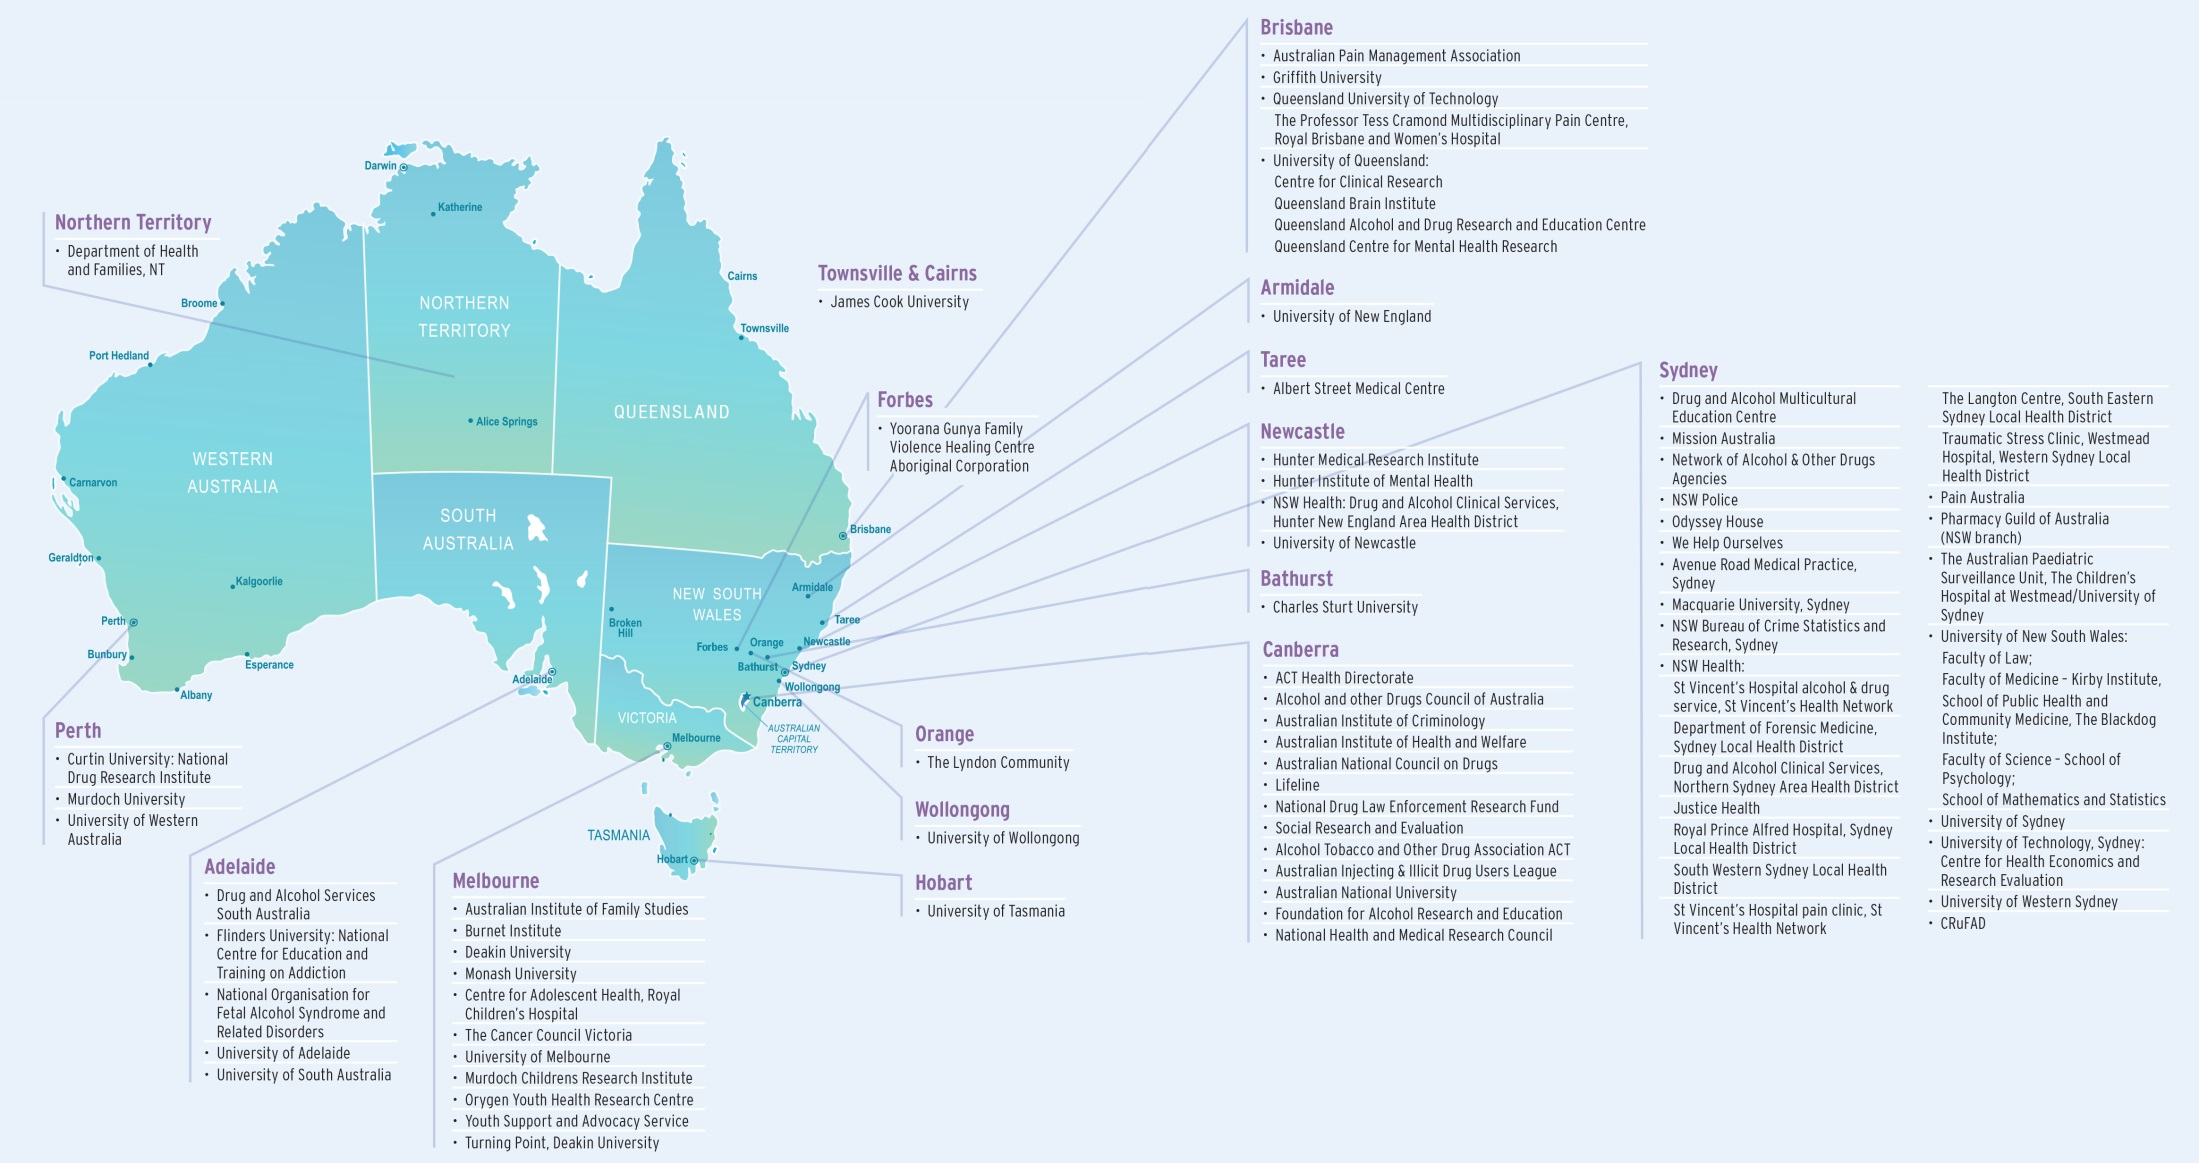 Northern Territory
• Department of Health
and Families, NT
Darwin
Katherine
Broome
Port Hedland
NORTHERN
TERRITORY
Alice Springs
Cairns
Townsville
QUEENSLAND
WESTERN
AUSTRALIA
Carnarvon
Geraldton
Kalgoorlie
Perth
Bunbury
Esperance
Albany
SOUTH
AUSTRALIA
Adelaide
Brisbane
NEW SOUTH
WALES
Armidale
Broken
Hill
Taree
Forbes
Orange
Newcastle
Bathurst
Sydney
Wollongong
Canberra
AUSTRALIAN
CAPITAL
TERRITORY
VICTORIA
Melbourne
TASMANIA
Hobart
Perth
• Curtin University: National
Drug Research Institute
• Murdoch University
• University of Western
Australia
Adelaide
• Drug and Alcohol Services
South Australia
• Flinders University: National
Centre for Education and
Training on Addiction
• National Organisation for
Fetal Alcohol Syndrome and
Related Disorders
• University of Adelaide
• University of South Australia
Melbourne
• Australian Institute of Family Studies
• Burnet Institute
• Deakin University
• Monash University
• Centre for Adolescent Health, Royal
Children's Hospital
• The Cancer Council Victoria
• University of Melbourne
• Murdoch Childrens Research Institute
• Orygen Youth Health Research Centre
• Youth Support and Advocacy Service
• Turning Point, Deakin University
Townsville & Cairns
• James Cook University
Forbes
• Yoorana Gunya Family
Violence Healing Centre
Aboriginal Corporation
Orange
• The Lyndon Community
Wollongong
• University of Wollongong
Hobart
• University of Tasmania
Brisbane
• Australian Pain Management Association
• Griffith University
• Queensland University of Technology
The Professor Tess Cramond Multidisciplinary Pain Centre,
Royal Brisbane and Women's Hospital
• University of Queensland:
Centre for Clinical Research
Queensland Brain Institute
Queensland Alcohol and Drug Research and Education Centre
Queensland Centre for Mental Health Research
Armidale
• University of New England
Taree
• Albert Street Medical Centre
Newcastle
• Hunter Medical Research Institute
• Hunter Institute of Mental Health
• NSW Health: Drug and Alcohol Clinical Services,
Hunter New England Area Health District
• University of Newcastle
Bathurst
• Charles Sturt University
Canberra
• ACT Health Directorate
• Alcohol and other Drugs Council of Australia
• Australian Institute of Criminology
• Australian Institute of Health and Welfare
• Australian National Council on Drugs
• Lifeline
• National Drug Law Enforcement Research Fund
• Social Research and Evaluation
• Alcohol Tobacco and Other Drug Association ACT
• Australian Injecting & Illicit Drug Users League
• Australian National University
• Foundation for Alcohol Research and Education
• National Health and Medical Research Council
Sydney
• Drug and Alcohol Multicultural
Education Centre
• Mission Australia
• Network of Alcohol & Other Drugs
Agencies
• NSW Police
• Odyssey House
• We Help Ourselves
• Avenue Road Medical Practice,
Sydney
• Macquarie University, Sydney
• NSW Bureau of Crime Statistics and
Research, Sydney
• NSW Health:
St Vincent's Hospital alcohol & drug
service, St Vincent's Health Network
Department of Forensic Medicine,
Sydney Local Health District
Drug and Alcohol Clinical Services,
Northern Sydney Area Health District
Justice Health
Royal Prince Alfred Hospital, Sydney
Local Health District
South Western Sydney Local Health
District
St Vincent's Hospital pain clinic, St
Vincent's Health Network
The Langton Centre, South Eastern
Sydney Local Health District
Traumatic Stress Clinic, Westmead
Hospital, Western Sydney Local
Health District
• Pain Australia
• Pharmacy Guild of Australia
(NSW branch)
• The Australian Paediatric
Surveillance Unit, The Children's
Hospital at Westmead/University of
Sydney
• University of New South Wales:
Faculty of Law;
Faculty of Medicine - Kirby Institute,
School of Public Health and
Community Medicine, The Blackdog
Institute;
Faculty of Science - School of
Psychology;
School of Mathematics and Statistics
• University of Sydney
• University of Technology, Sydney:
Centre for Health Economics and
Research Evaluation
• University of Western Sydney
• CRuFAD